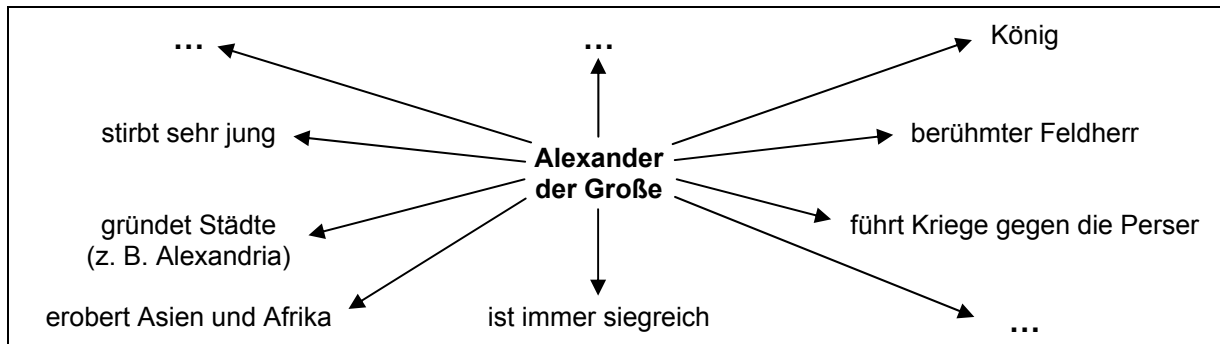 …
…
König
stirbt sehr jung
Alexander
der Große
berühmter Feldherr
gründet Städte
(z. B. Alexandria)
führt Kriege gegen die Perser
erobert Asien und Afrika
ist immer siegreich
…